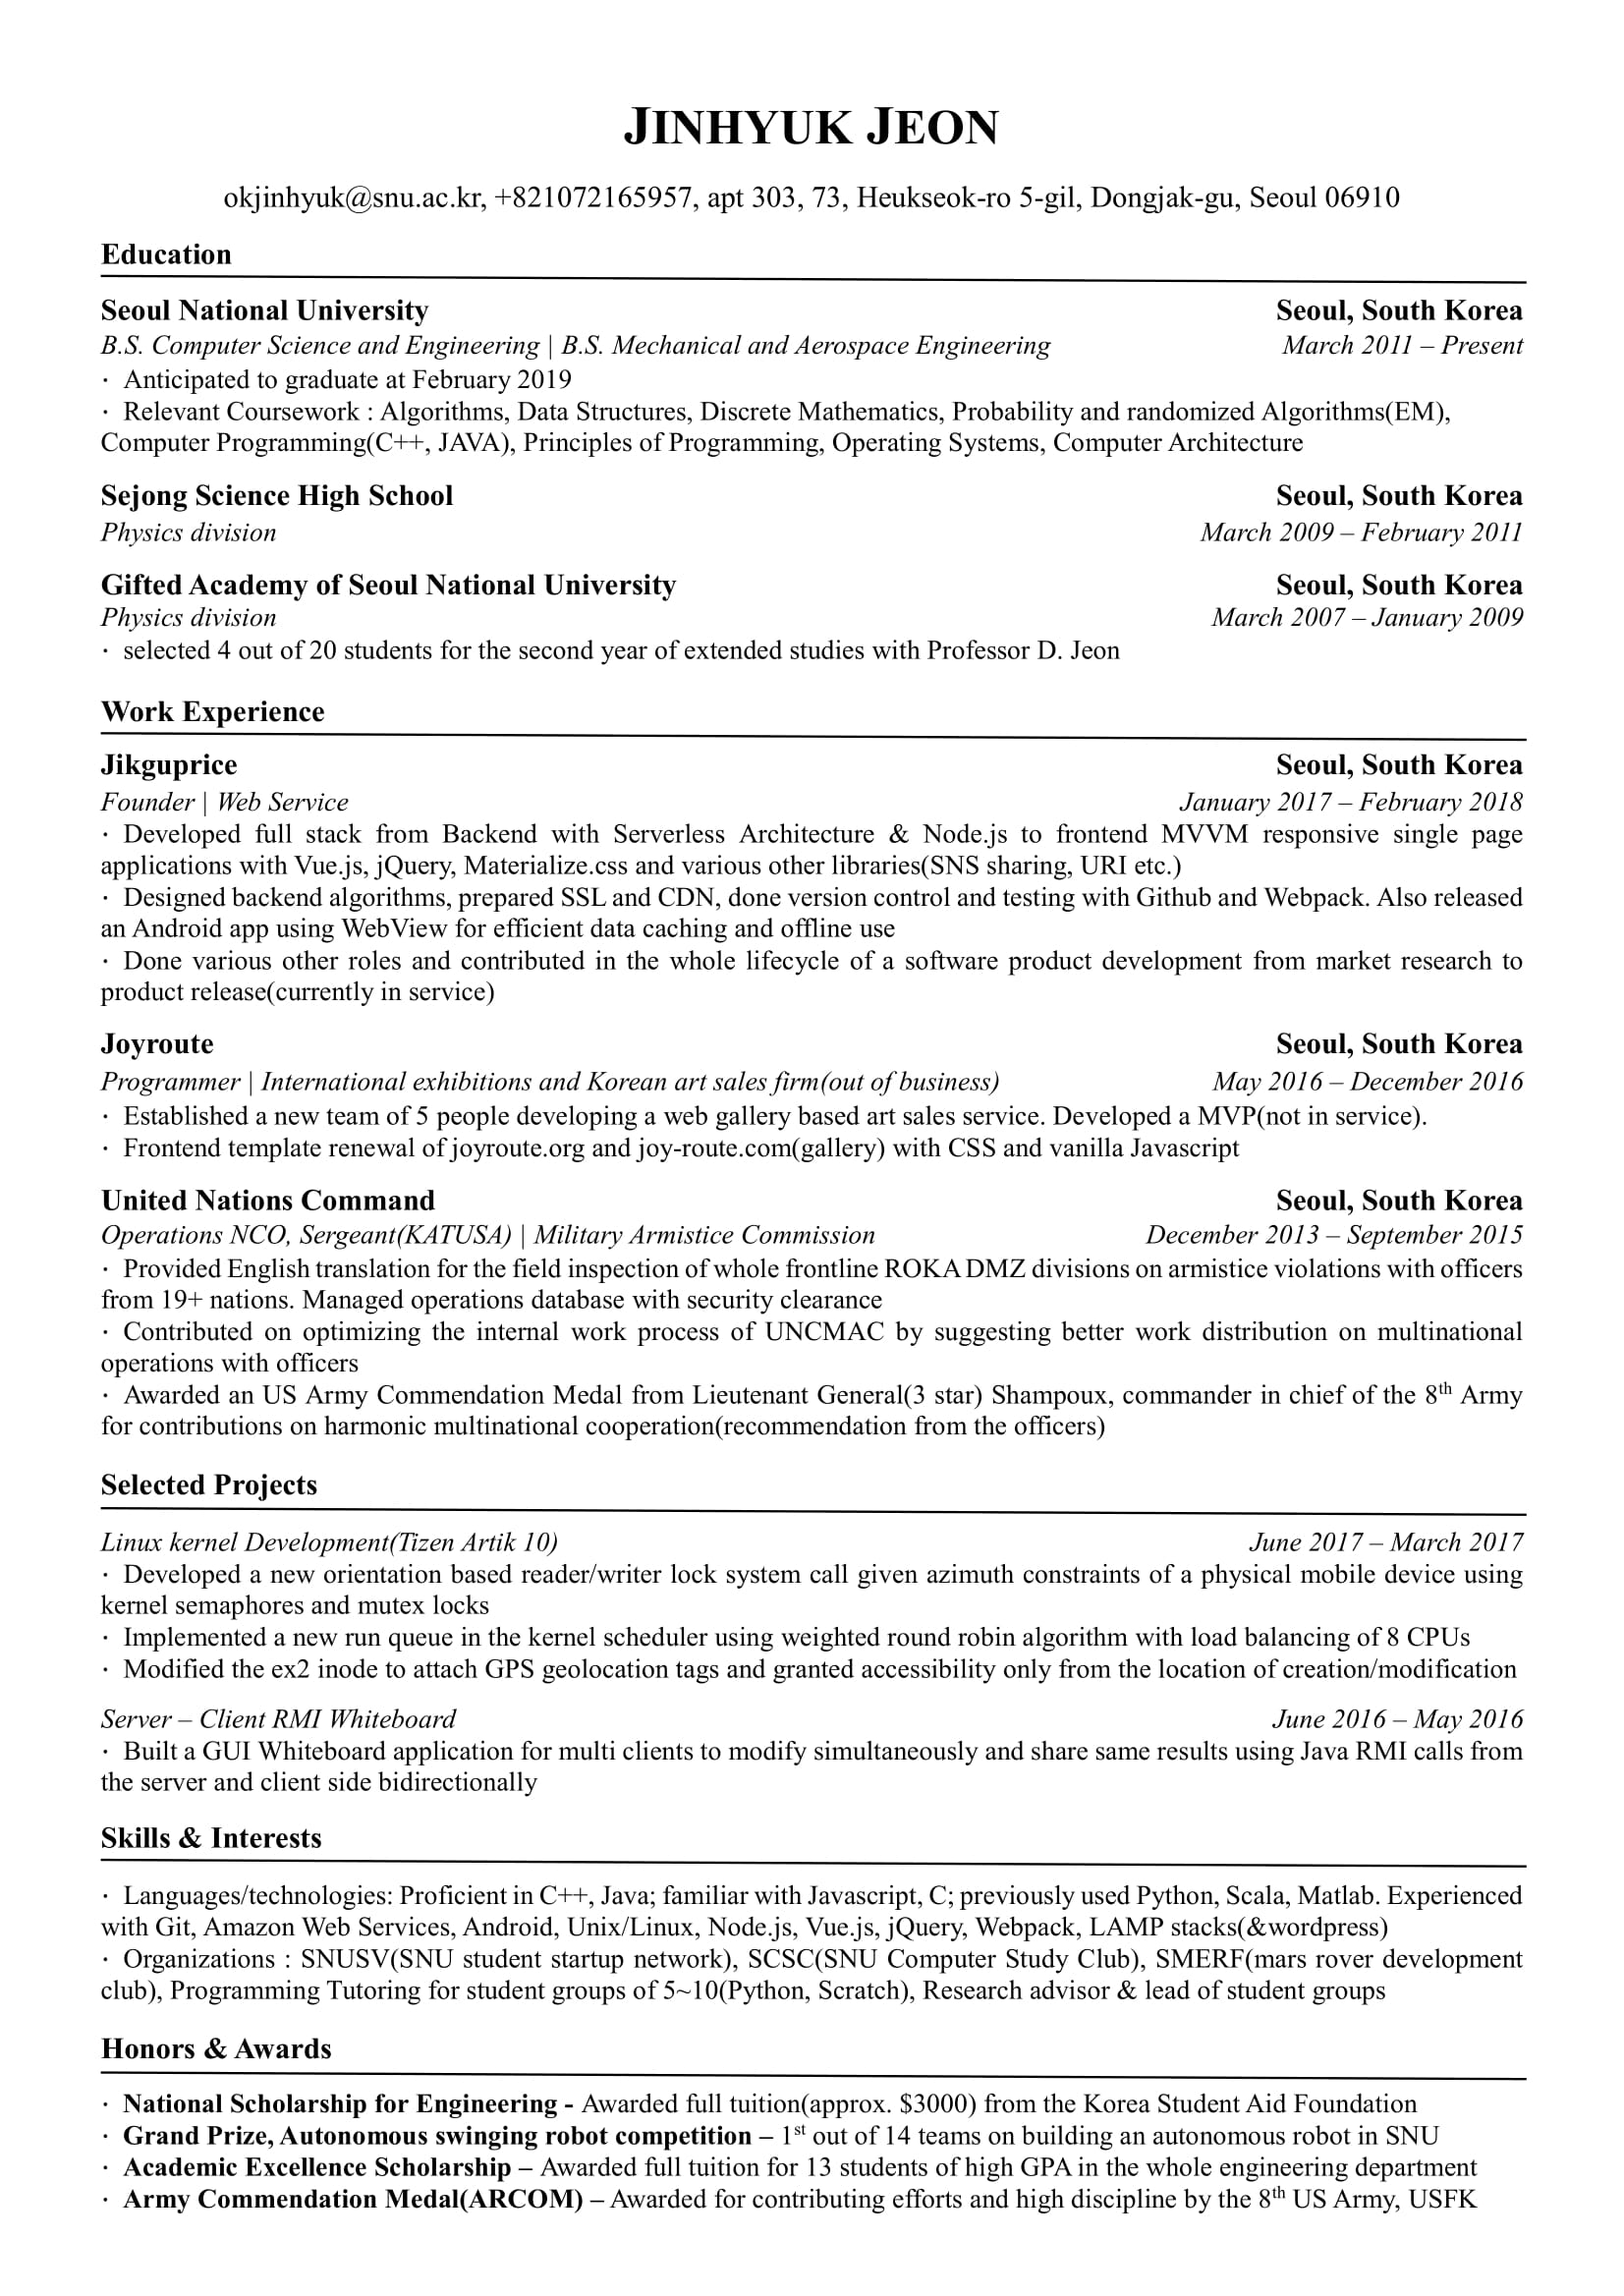 JINHYUK JEON
okjinhyuk@snu.ac.kr, +821072165957, apt 303, 73, Heukseok-ro 5-gil, Dongjak-gu, Seoul 06910
Education
Seoul National University Seoul, South Korea
B.S. Computer Science and Engineering | B.S. Mechanical and Aerospace Engineering March 2011 – Present
· Anticipated to graduate at February 2019
· Relevant Coursework : Algorithms, Data Structures, Discrete Mathematics, Probability and randomized Algorithms(EM),
Computer Programming(C++, JAVA), Principles of Programming, Operating Systems, Computer Architecture
Sejong Science High School Seoul, South Korea
Physics division March 2009 – February 2011
Gifted Academy of Seoul National University Seoul, South Korea
Physics division March 2007 – January 2009
· selected 4 out of 20 students for the second year of extended studies with Professor D. Jeon
Work Experience
Jikguprice Seoul, South Korea
Founder | Web Service January 2017 – February 2018
· Developed full stack from Backend with Serverless Architecture & Node.js to frontend MVVM responsive single page
applications with Vue.js, jQuery, Materialize.css and various other libraries(SNS sharing, URI etc.)
· Designed backend algorithms, prepared SSL and CDN, done version control and testing with Github and Webpack. Also released
an Android app using WebView for efficient data caching and offline use
· Done various other roles and contributed in the whole lifecycle of a software product development from market research to
product release(currently in service)
Joyroute Seoul, South Korea
Programmer | International exhibitions and Korean art sales firm(out of business) May 2016 – December 2016
· Established a new team of 5 people developing a web gallery based art sales service. Developed a MVP(not in service).
· Frontend template renewal of joyroute.org and joy-route.com(gallery) with CSS and vanilla Javascript
United Nations Command Seoul, South Korea
Operations NCO, Sergeant(KATUSA) | Military Armistice Commission December 2013 – September 2015
· Provided English translation for the field inspection of whole frontline ROKA DMZ divisions on armistice violations with officers
from 19+ nations. Managed operations database with security clearance
· Contributed on optimizing the internal work process of UNCMAC by suggesting better work distribution on multinational
operations with officers
· Awarded an US Army Commendation Medal from Lieutenant General(3 star) Shampoux, commander in chief of the 8th Army
for contributions on harmonic multinational cooperation(recommendation from the officers)
Selected Projects
Linux kernel Development(Tizen Artik 10) June 2017 – March 2017
· Developed a new orientation based reader/writer lock system call given azimuth constraints of a physical mobile device using
kernel semaphores and mutex locks
· Implemented a new run queue in the kernel scheduler using weighted round robin algorithm with load balancing of 8 CPUs
· Modified the ex2 inode to attach GPS geolocation tags and granted accessibility only from the location of creation/modification
Server – Client RMI Whiteboard June 2016 – May 2016
· Built a GUI Whiteboard application for multi clients to modify simultaneously and share same results using Java RMI calls from
the server and client side bidirectionally
Skills & Interests
· Languages/technologies: Proficient in C++, Java; familiar with Javascript, C; previously used Python, Scala, Matlab. Experienced
with Git, Amazon Web Services, Android, Unix/Linux, Node.js, Vue.js, jQuery, Webpack, LAMP stacks(&wordpress)
· Organizations : SNUSV(SNU student startup network), SCSC(SNU Computer Study Club), SMERF(mars rover development
club), Programming Tutoring for student groups of 5~10(Python, Scratch), Research advisor & lead of student groups
Honors & Awards
· National Scholarship for Engineering - Awarded full tuition(approx. $3000) from the Korea Student Aid Foundation
· Grand Prize, Autonomous swinging robot competition – 1st out of 14 teams on building an autonomous robot in SNU
· Academic Excellence Scholarship – Awarded full tuition for 13 students of high GPA in the whole engineering department
· Army Commendation Medal(ARCOM) – Awarded for contributing efforts and high discipline by the 8th US Army, USFK